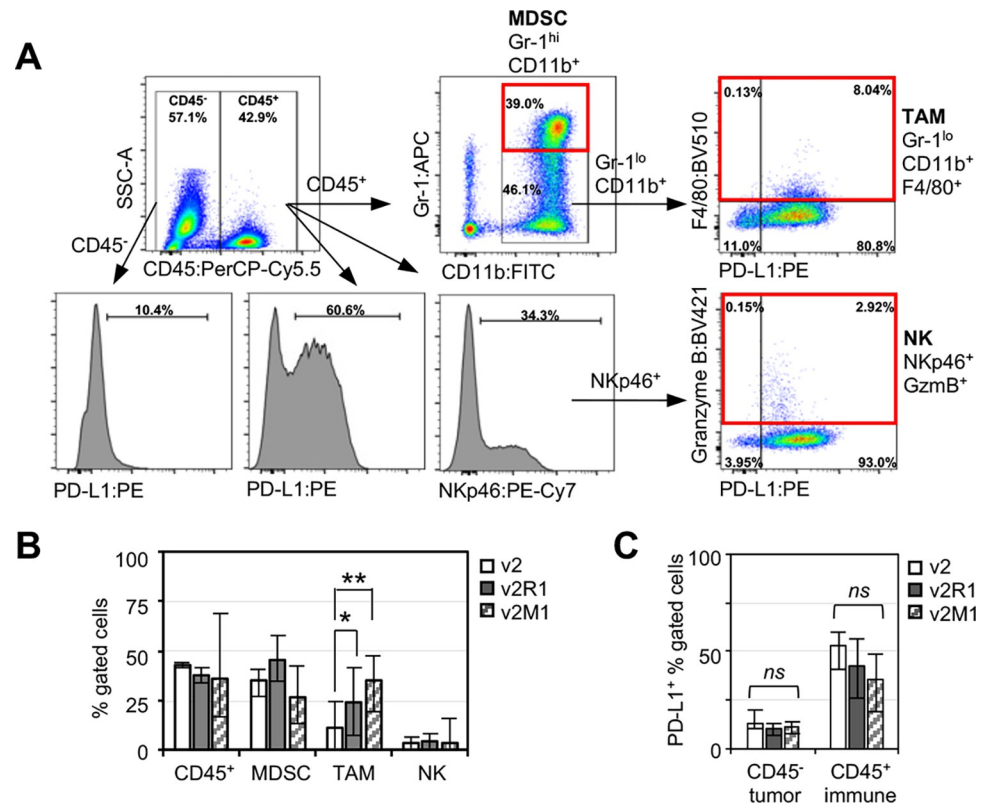 A
CD45⁻
57.1%
CD45⁺
42.9%
SSC-A
CD45:PerCP-Cy5.5
CD45⁻
CD45⁺
MDSC
Gr-1ʰⁱ
CD11b⁺
39.0%
46.1%
Gr-1:APC
CD11b:FITC
Gr-1ˡᵒ
CD11b⁺
0.13%
8.04%
11.0%
80.8%
F4/80:BV510
PD-L1:PE
TAM
Gr-1ˡᵒ
CD11b⁺
F4/80⁺
10.4%
PD-L1:PE
60.6%
PD-L1:PE
34.3%
NKp46:PE-Cy7
NKp46⁺
0.15%
2.92%
3.95%
93.0%
Granzyme B:BV421
PD-L1:PE
NK
NKp46⁺
GzmB⁺
B
% gated cells
100
75
50
25
0
*
**
CD45⁺
MDSC
TAM
NK
v2
v2R1
v2M1
C
PD-L1⁺ % gated cells
100
75
50
25
0
ns
ns
CD45⁻
tumor
CD45⁺
immune
v2
v2R1
v2M1